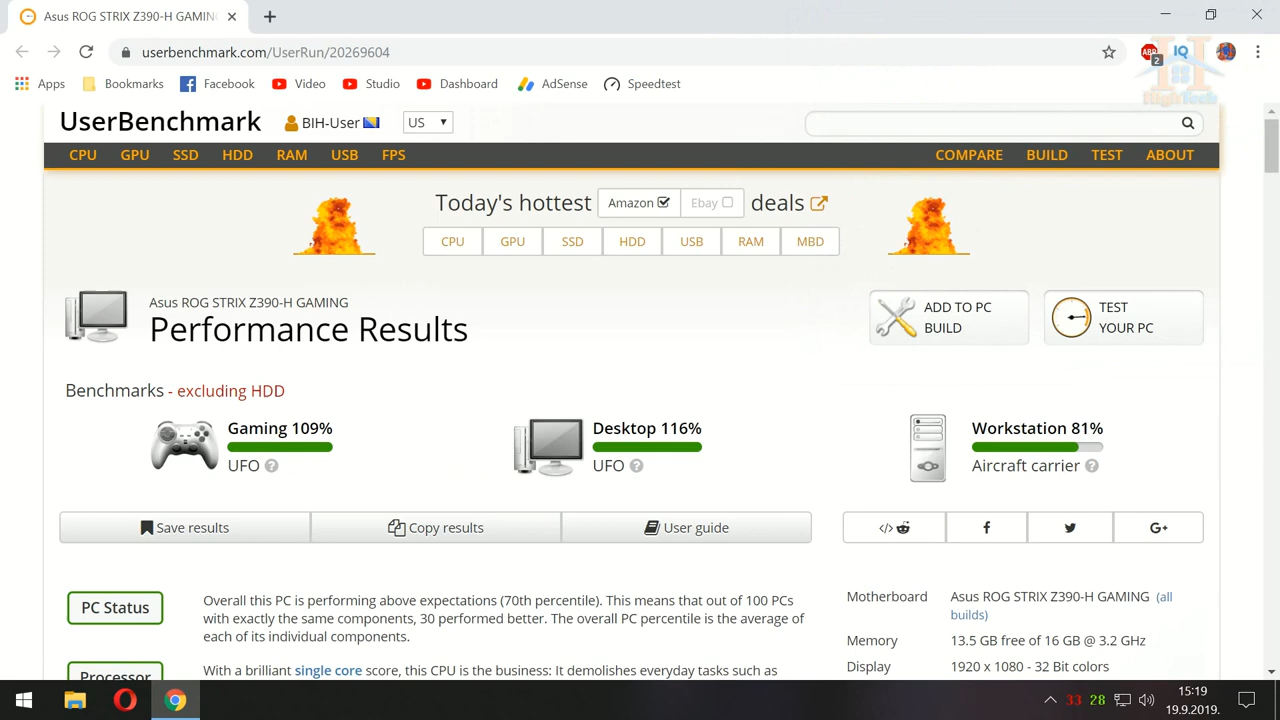 Asus ROG STRIX Z390-H GAMIN
userbenchmark.com/UserRun/20269604
ABP
2
IQ
Apps Bookmarks Facebook Video Studio Dashboard AdSense Speedtest
HighTech
UserBenchmark BIH-User US
CPU GPU SSD HDD RAM USB FPS COMPARE BUILD TEST ABOUT
Today's hottest Amazon Ebay deals
CPU GPU SSD HDD USB RAM MBD
Asus ROG STRIX Z390-H GAMING
Performance Results
ADD TO PC
BUILD
TEST
YOUR PC
Benchmarks - excluding HDD
Gaming 109%
UFO ?
Desktop 116%
UFO ?
Workstation 81%
Aircraft carrier ?
Save results Copy results User guide
</> f G+
PC Status
Overall this PC is performing above expectations (70th percentile). This means that out of 100 PCs
with exactly the same components, 30 performed better. The overall PC percentile is the average of
each of its individual components.
Processor
With a brilliant single core score, this CPU is the business: It demolishes everyday tasks such as
Motherboard Asus ROG STRIX Z390-H GAMING (all
builds)
Memory 13.5 GB free of 16 GB @ 3.2 GHz
Display 1920 x 1080 - 32 Bit colors
33 28
15:19
19.9.2019.